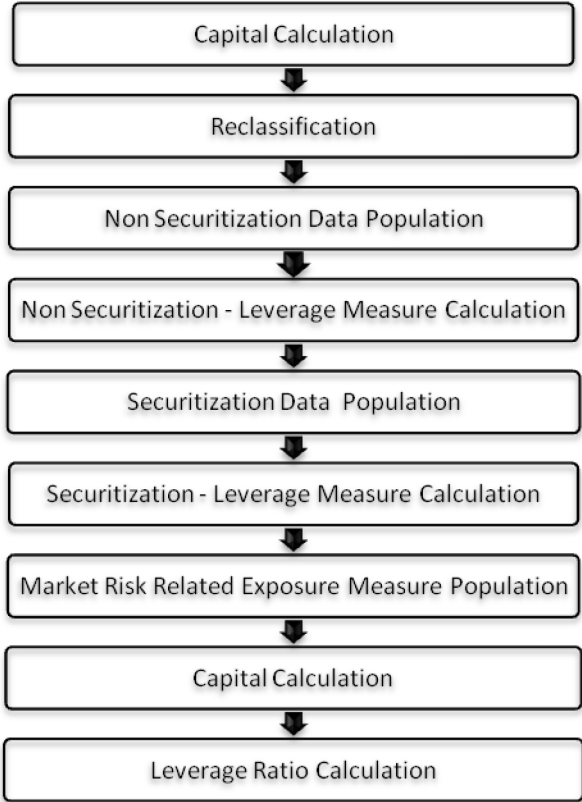 Capital Calculation
Reclassification
Non Securitization Data Population
Non Securitization - Leverage Measure Calculation
Securitization Data Population
Securitization - Leverage Measure Calculation
Market Risk Related Exposure Measure Population
Capital Calculation
Leverage Ratio Calculation